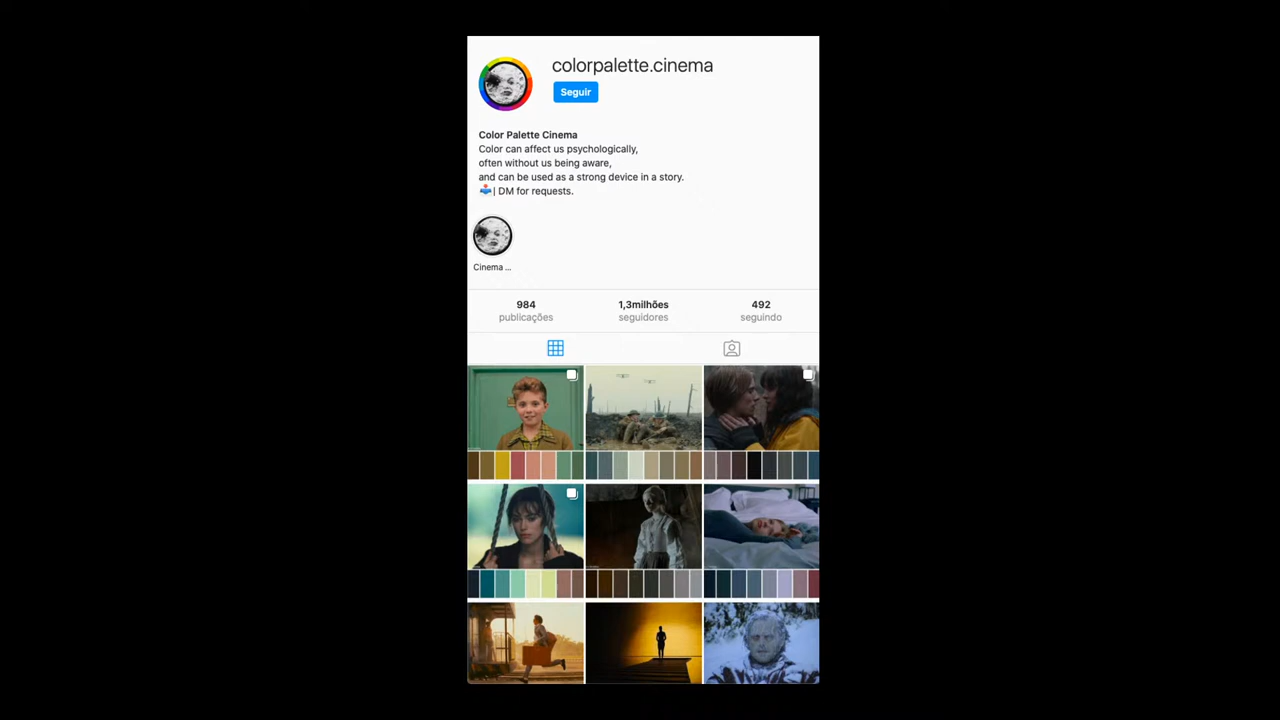 colorpalette.cinema
Seguir
Color Palette Cinema
Color can affect us psychologically,
often without us being aware,
and can be used as a strong device in a story.
| DM for requests.
Cinema ...
984 1,3milhões 492
publicações seguidores seguindo